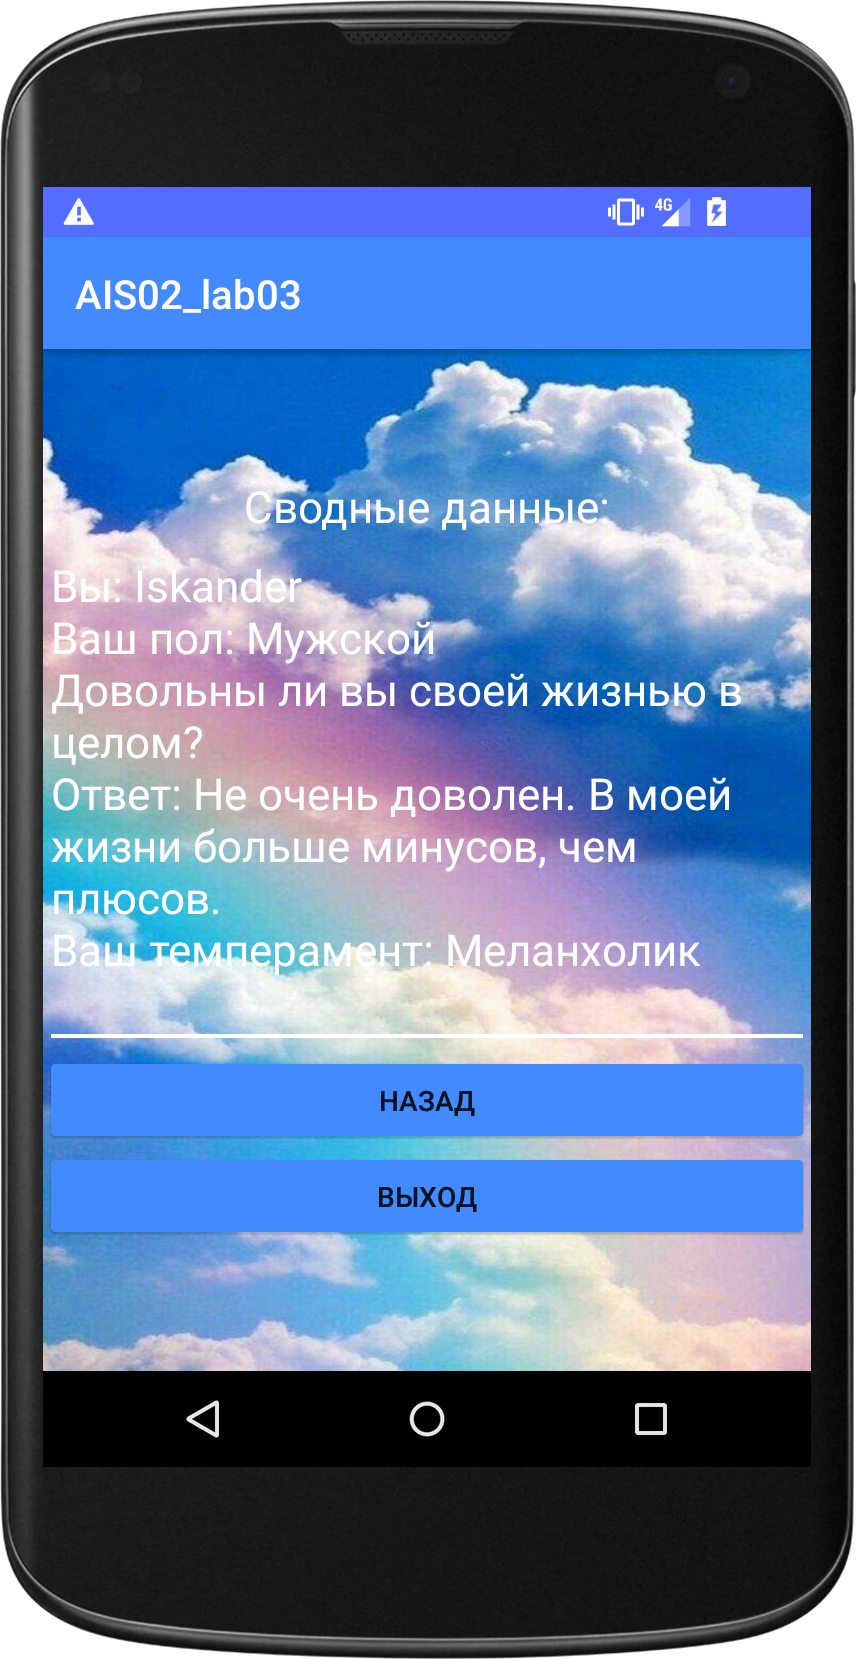 4G
AIS02_lab03
Сводные данные:
Вы: Iskander
Ваш пол: Мужской
Довольны ли вы своей жизнью в
целом?
Ответ: Не очень доволен. В моей
жизни больше минусов, чем
плюсов.
Ваш темперамент: Меланхолик
НАЗАД
ВЫХОД